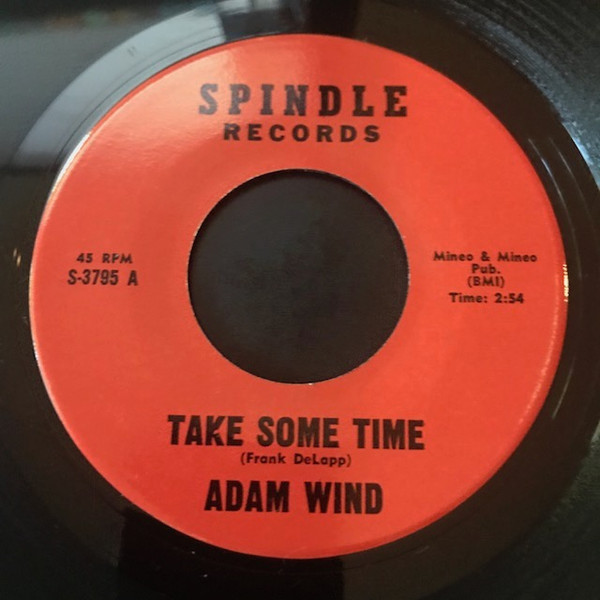 SPINDLE
RECORDS
45 RPM
S-3795 A
Mineo & Mineo
Pub.
(BMI)
Time: 2:54
TAKE SOME TIME
(Frank DeLapp)
ADAM WIND